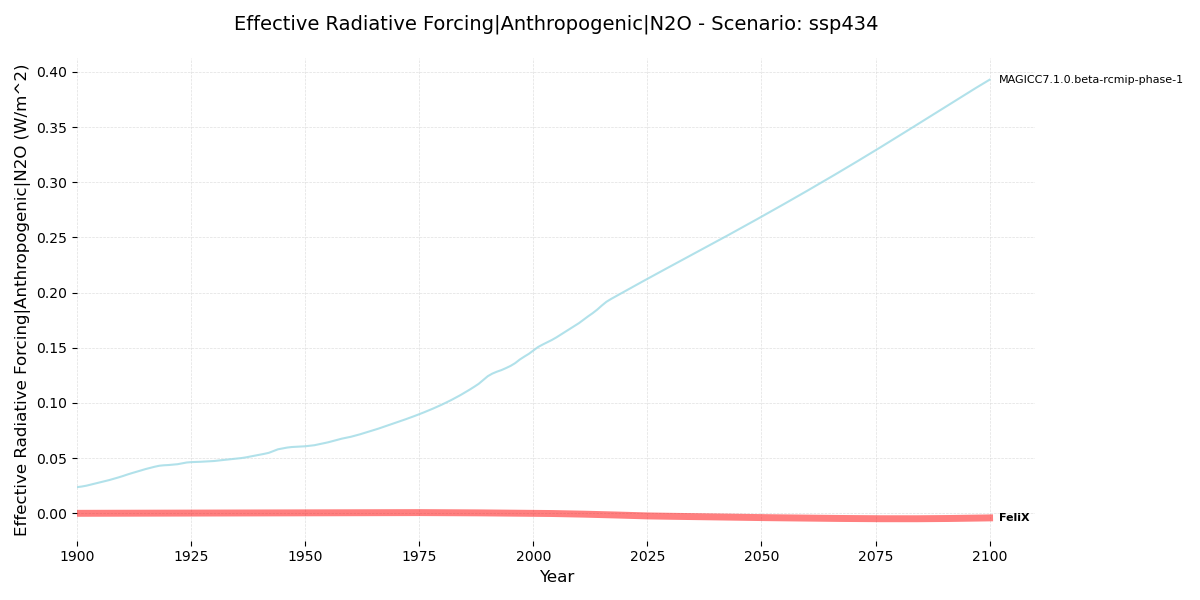 Effective Radiative Forcing|Anthropogenic|N2O - Scenario: ssp434
Effective Radiative Forcing|Anthropogenic|N2O (W/m^2)
0.40
0.35
0.30
0.25
0.20
0.15
0.10
0.05
0.00
MAGICC7.1.0.beta-rcmip-phase-1
FeliX
1900 1925 1950 1975 2000 2025 2050 2075 2100
Year